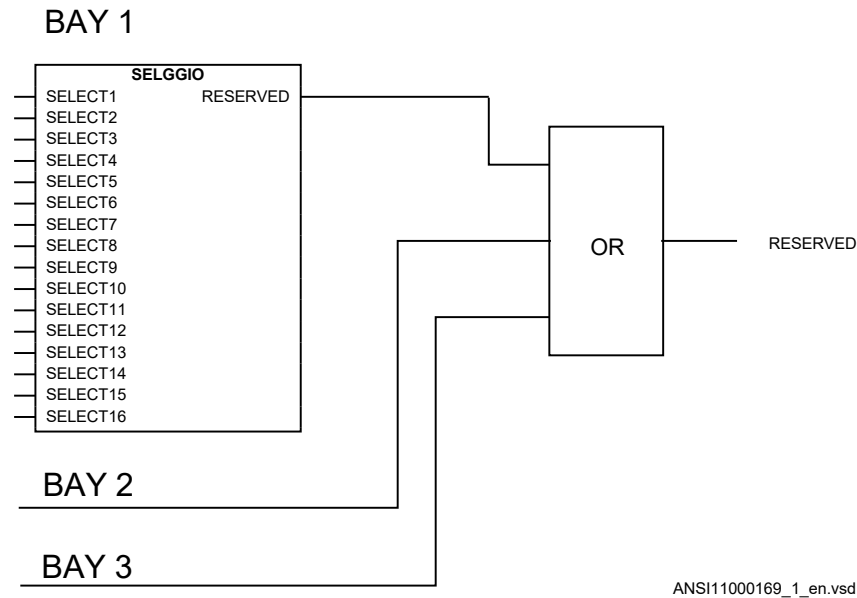 BAY 1
SELGGIO
SELECT1 RESERVED
SELECT2
SELECT3
SELECT4
SELECT5
SELECT6
SELECT7
SELECT8
SELECT9
SELECT10
SELECT11
SELECT12
SELECT13
SELECT14
SELECT15
SELECT16
OR
RESERVED
BAY 2
BAY 3
ANSI11000169_1_en.vsd